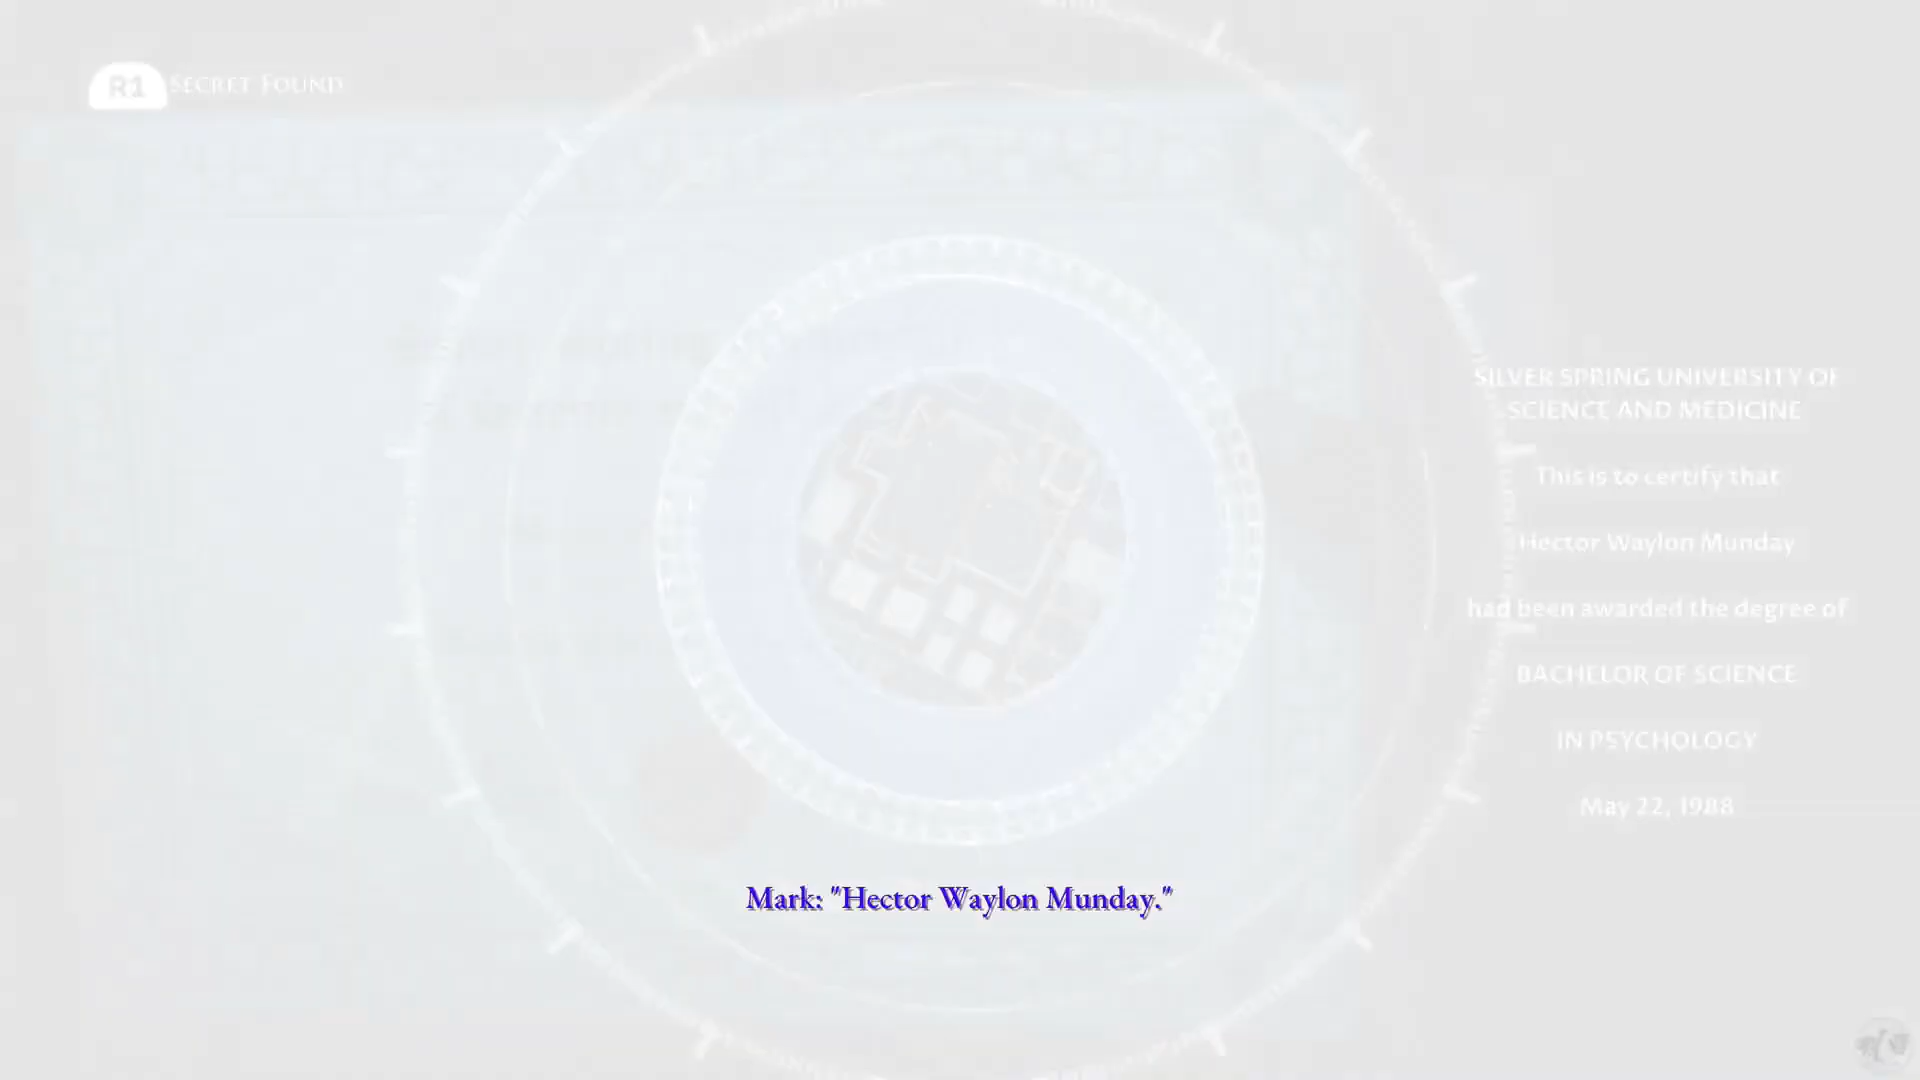 R1 SECRET FOUND
SILVER SPRING UNIVERSITY OF
SCIENCE AND MEDICINE
This is to certify that
Hector Waylon Munday
had been awarded the degree of
BACHELOR OF SCIENCE
IN PSYCHOLOGY
May 22, 1988
Mark: "Hector Waylon Munday."